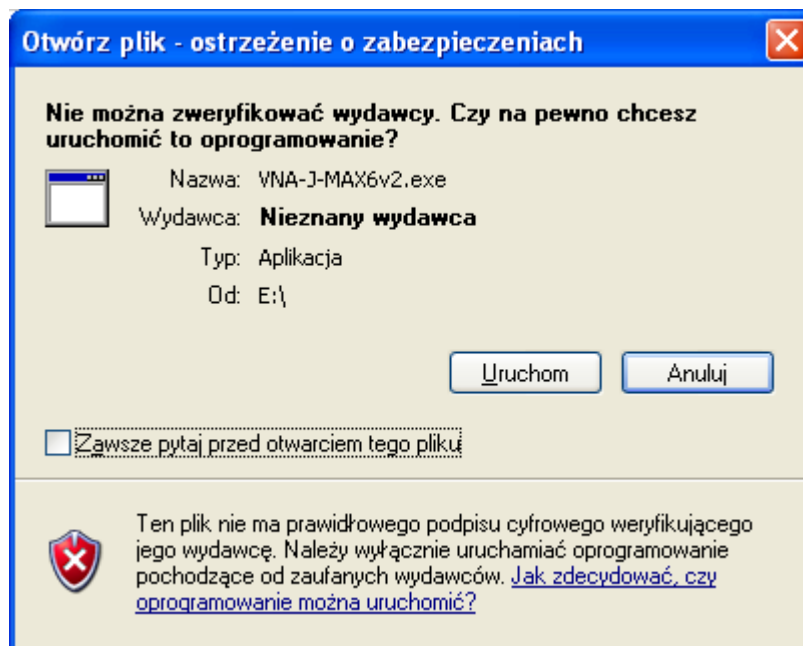 Otwórz plik - ostrzeżenie o zabezpieczeniach
Nie można zweryfikować wydawcy. Czy na pewno chcesz
uruchomić to oprogramowanie?
Nazwa: VNA-J-MAX6v2.exe
Wydawca: Nieznany wydawca
Typ: Aplikacja
Od: E:\
Uruchom Anuluj
Zawsze pytaj przed otwarciem tego pliku
Ten plik nie ma prawidłowego podpisu cyfrowego weryfikującego
jego wydawcę. Należy wyłącznie uruchamiać oprogramowanie
pochodzące od zaufanych wydawców. Jak zdecydować, czy
oprogramowanie można uruchomić?